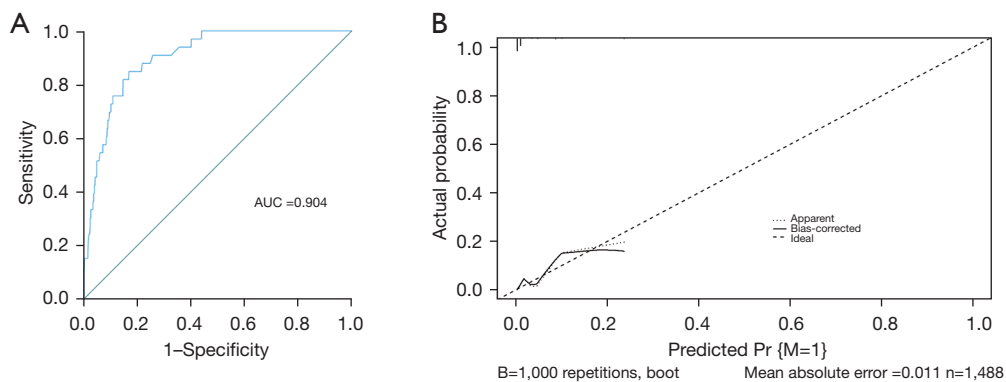 A
1.0
0.8
0.6
0.4
0.2
0.0
Sensitivity
AUC =0.904
0.0 0.2 0.4 0.6 0.8 1.0
1–Specificity
B
1.0
0.8
0.6
0.4
0.2
0.0
Actual probability
Apparent
Bias-corrected
Ideal
0.0 0.2 0.4 0.6 0.8 1.0
Predicted Pr {M=1}
B=1,000 repetitions, boot Mean absolute error =0.011 n=1,488